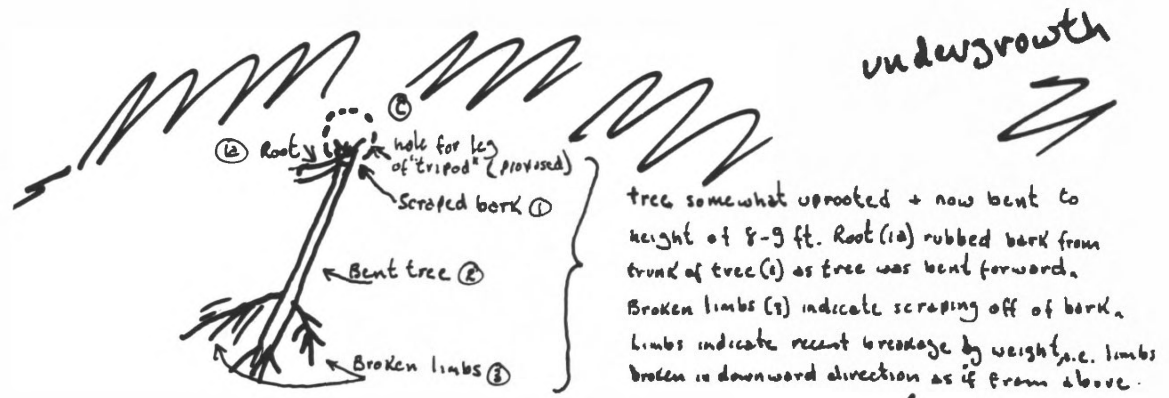 undergrowth
C
1a Root
hole for leg
of "tripod" (proposed)
Scraped bark 1
Bent tree 2
Broken limbs 3
tree somewhat uprooted + now bent to
height of 8-9 ft. Root (1a) rubbed bark from
trunk of tree (1) as tree was bent forward.
Broken limbs (3) indicate scraping off of bark.
Limbs indicate recent breakage by weight, i.e. limbs
broken in downward direction as if from above.